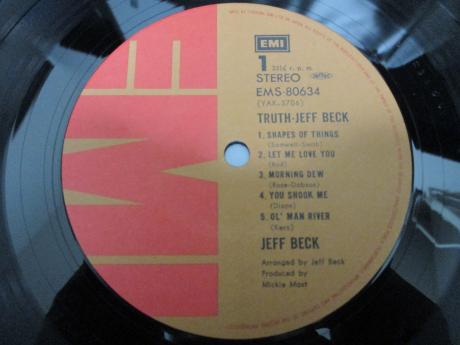 EMI
EMI
1
33⅓ r.p.m.
STEREO
EMS-80634
(YAX-3706)
TRUTH-JEFF BECK
1. SHAPES OF THINGS
(Samwell-Smith)
2. LET ME LOVE YOU
(Rod)
3. MORNING DEW
(Rose-Dobson)
4. YOU SHOOK ME
(Dixon)
5. OL' MAN RIVER
(Kern)
JEFF BECK
Arranged by Jeff Beck
Produced by
Mickie Most